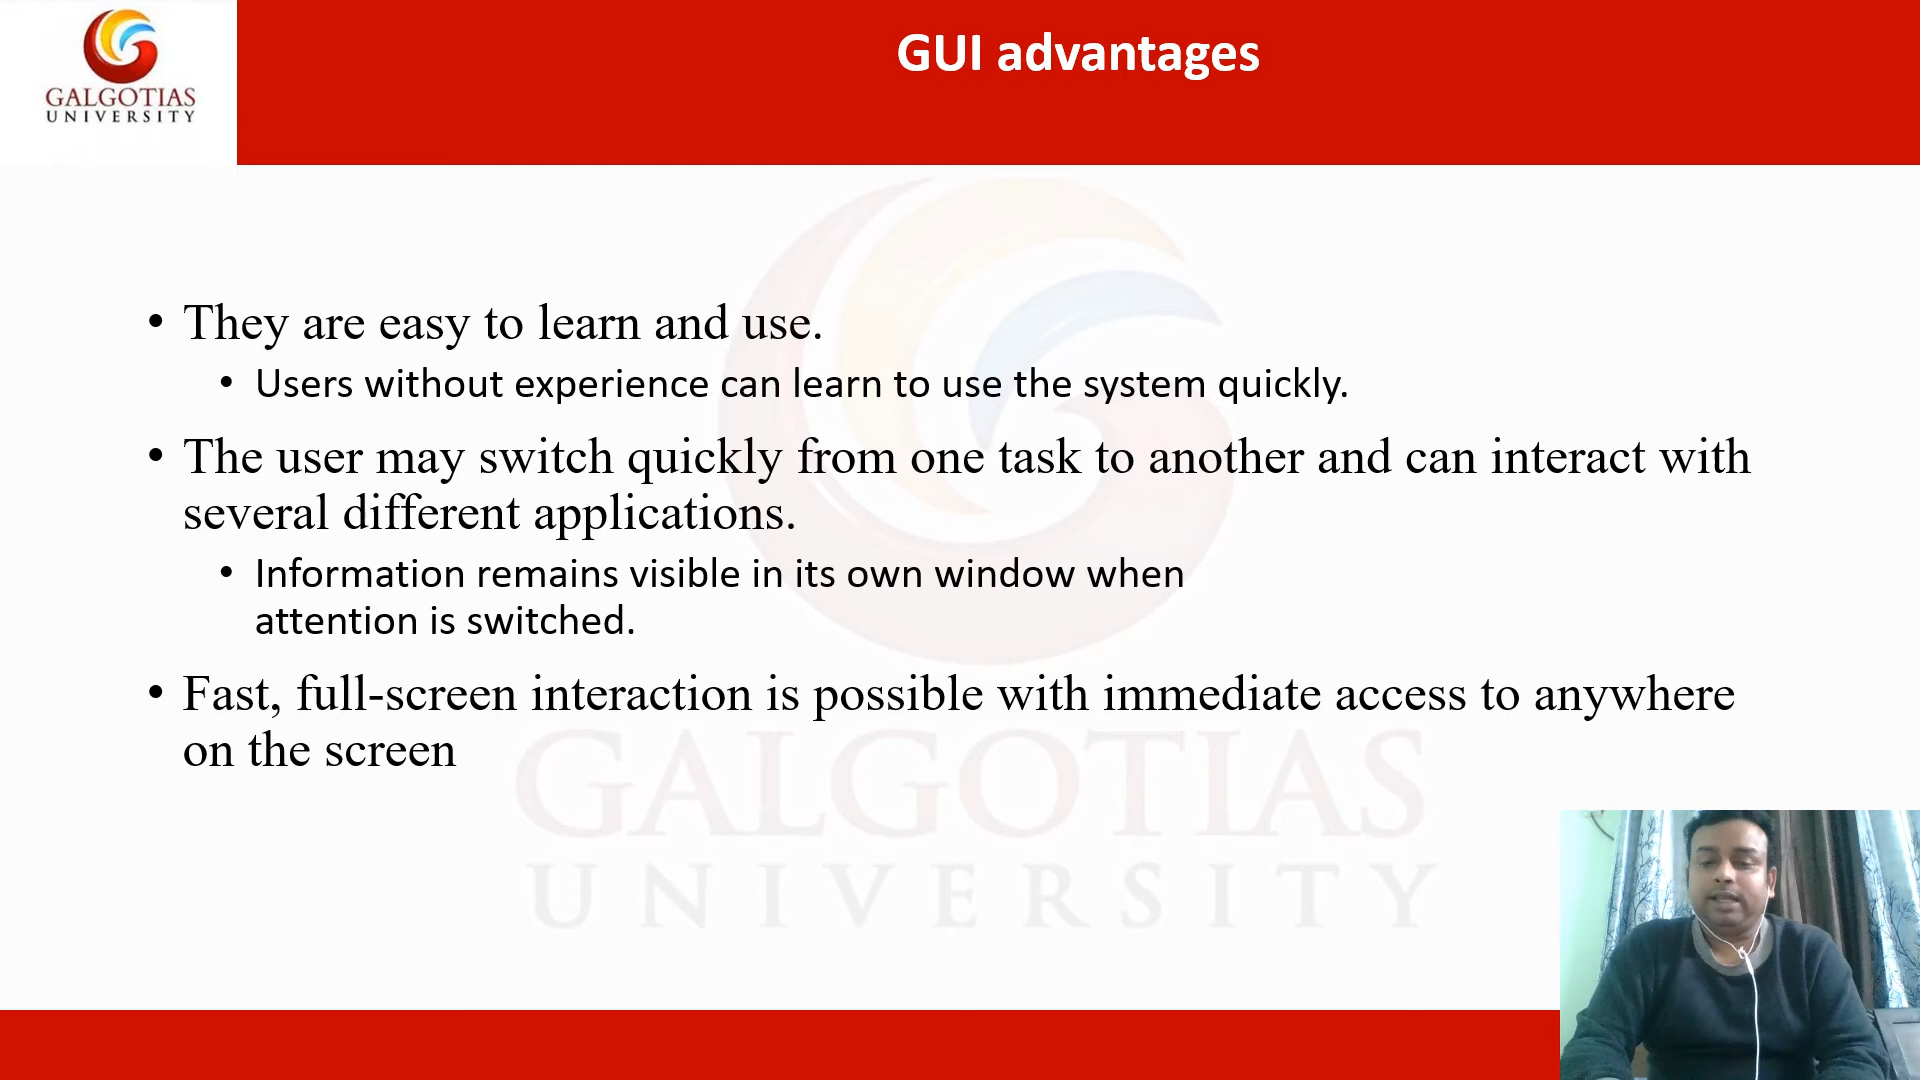 GALGOTIAS
UNIVERSITY
GUI advantages
• They are easy to learn and use.
• Users without experience can learn to use the system quickly.
• The user may switch quickly from one task to another and can interact with
several different applications.
• Information remains visible in its own window when
attention is switched.
• Fast, full-screen interaction is possible with immediate access to anywhere
on the screen
GALGOTIAS
UNIVERSITY